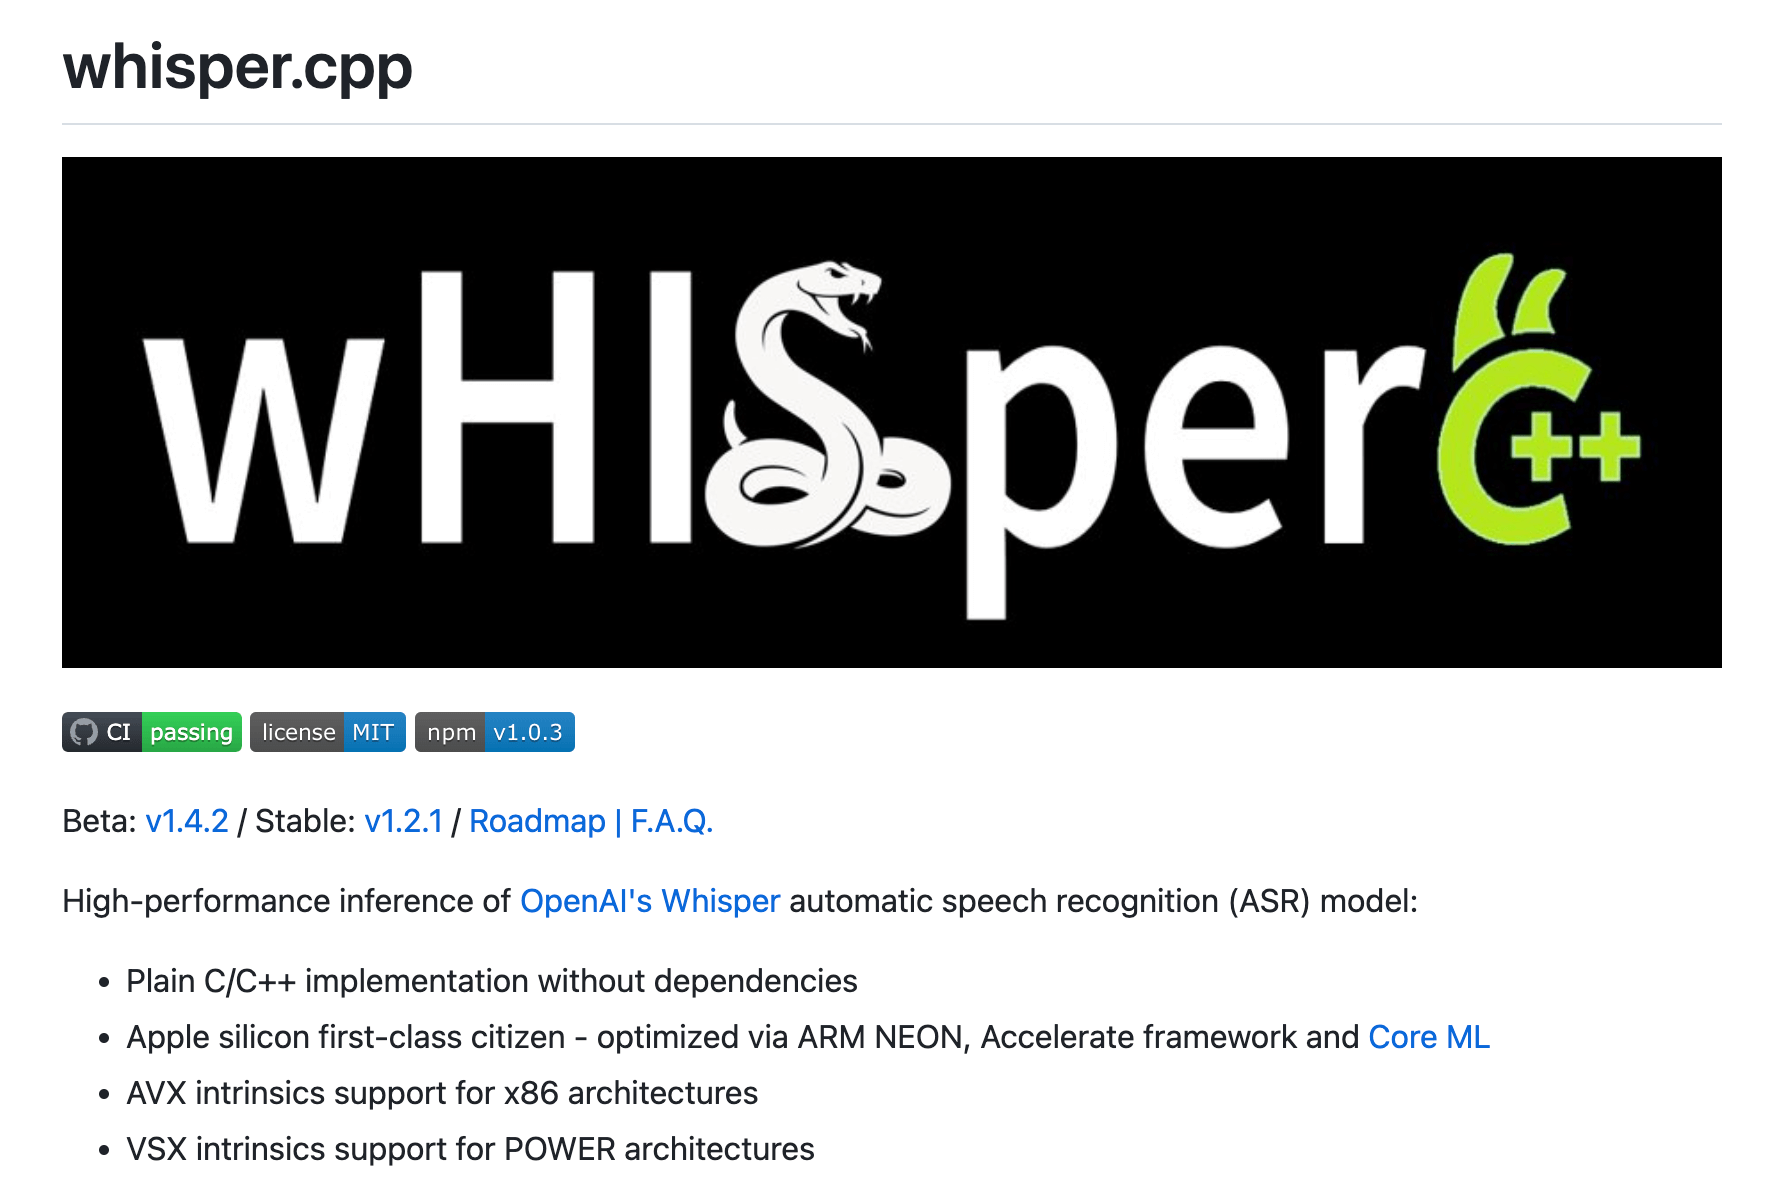 whisper.cpp
wHISper C++
CI passing license MIT npm v1.0.3
Beta: v1.4.2 / Stable: v1.2.1 / Roadmap | F.A.Q.
High-performance inference of OpenAI's Whisper automatic speech recognition (ASR) model:
• Plain C/C++ implementation without dependencies
• Apple silicon first-class citizen - optimized via ARM NEON, Accelerate framework and Core ML
• AVX intrinsics support for x86 architectures
• VSX intrinsics support for POWER architectures